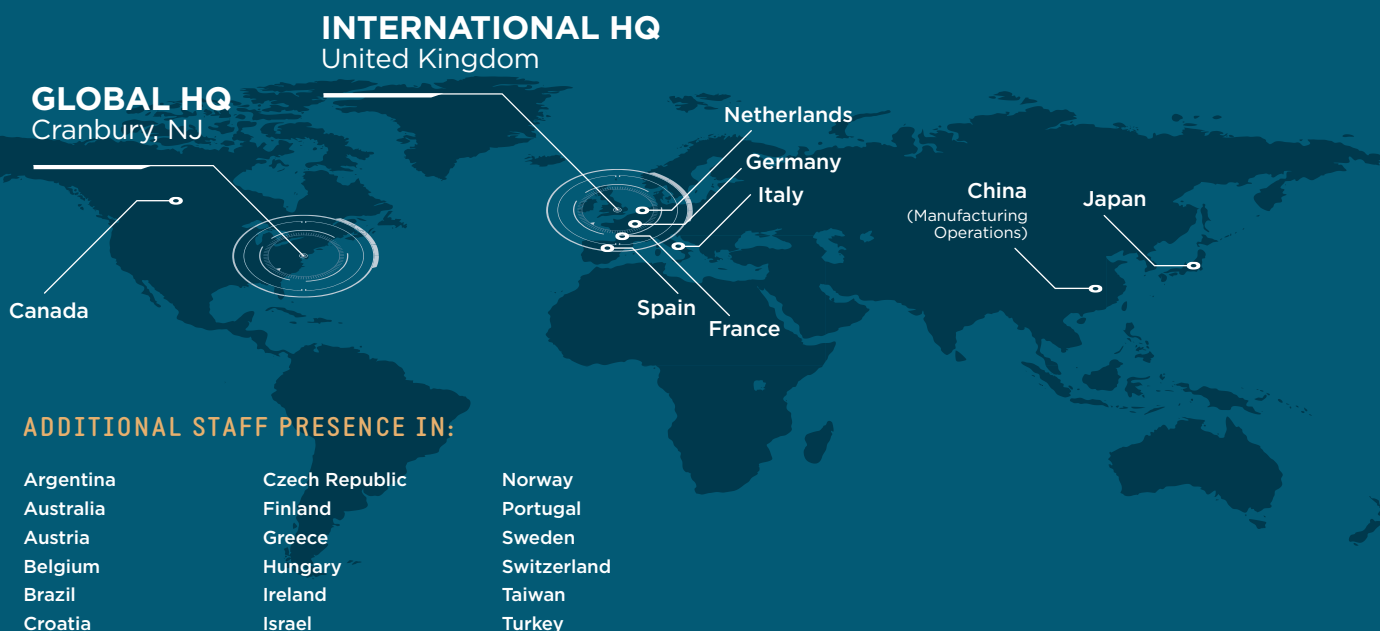 INTERNATIONAL HQ
United Kingdom
GLOBAL HQ
Cranbury, NJ
Netherlands
Germany
Italy
China
(Manufacturing
Operations)
Japan
Canada
Spain
France
ADDITIONAL STAFF PRESENCE IN:
Argentina
Australia
Austria
Belgium
Brazil
Croatia
Czech Republic
Finland
Greece
Hungary
Ireland
Israel
Norway
Portugal
Sweden
Switzerland
Taiwan
Turkey